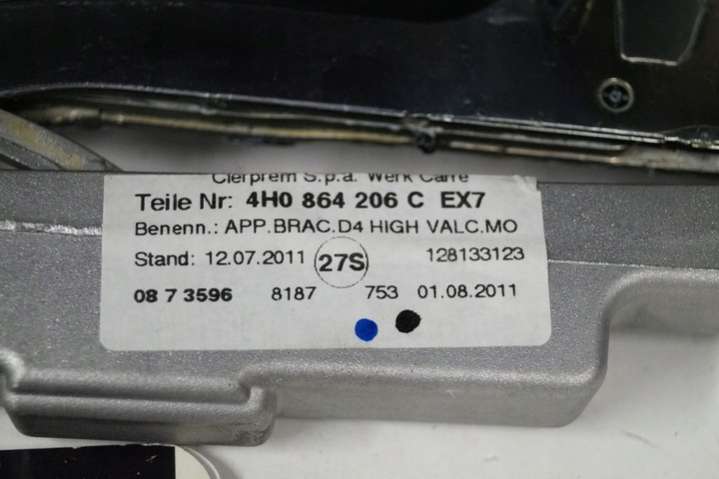 Cierprem S.p.a. Werk Carre
Teile Nr: 4H0 864 206 C EX7
Benenn.: APP.BRAC.D4 HIGH VALC.MO
Stand: 12.07.2011 27S 128133123
08 7 3596 8187 753 01.08.2011